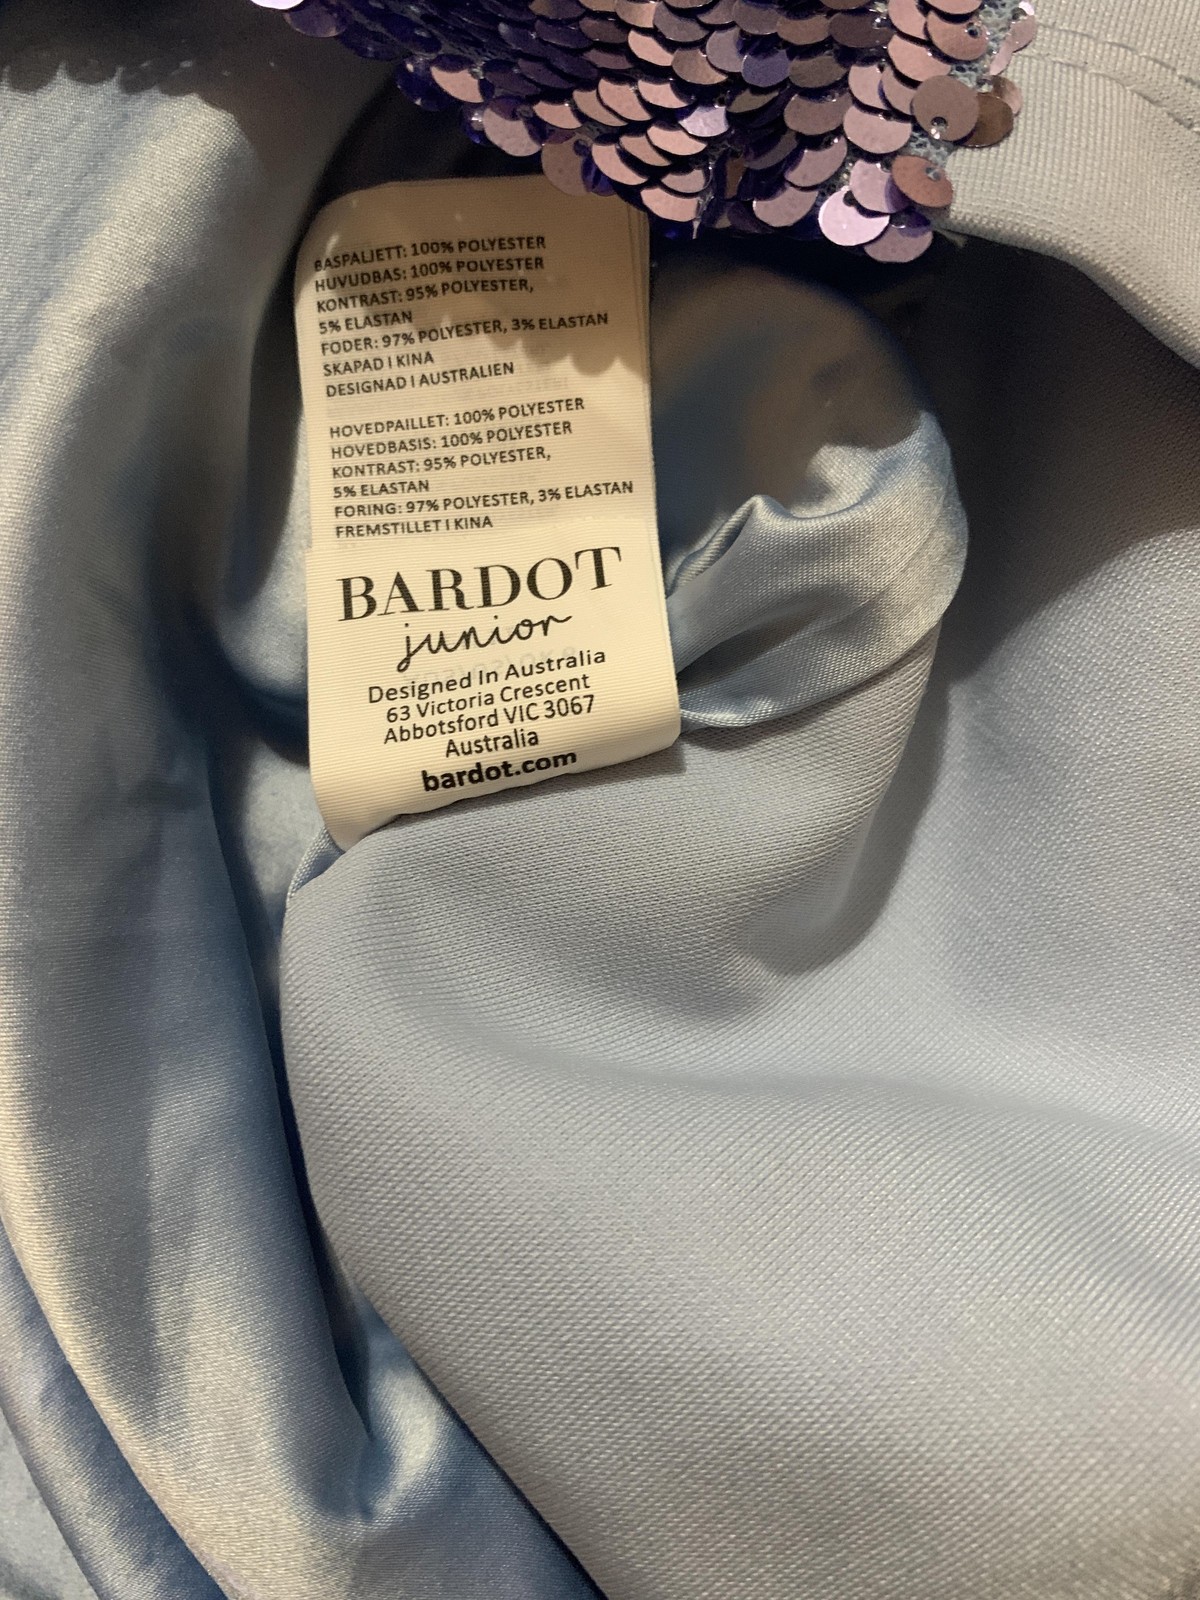 BASPALJETT: 100% POLYESTER
HUVUDBAS: 100% POLYESTER
KONTRAST: 95% POLYESTER,
5% ELASTAN
FODER: 97% POLYESTER, 3% ELASTAN
SKAPAD I KINA
DESIGNAD I AUSTRALIEN
HOVEDPAILLET: 100% POLYESTER
HOVEDBASIS: 100% POLYESTER
KONTRAST: 95% POLYESTER,
5% ELASTAN
FORING: 97% POLYESTER, 3% ELASTAN
FREMSTILLET I KINA
BARDOT
junior
Designed In Australia
63 Victoria Crescent
Abbotsford VIC 3067
Australia
bardot.com